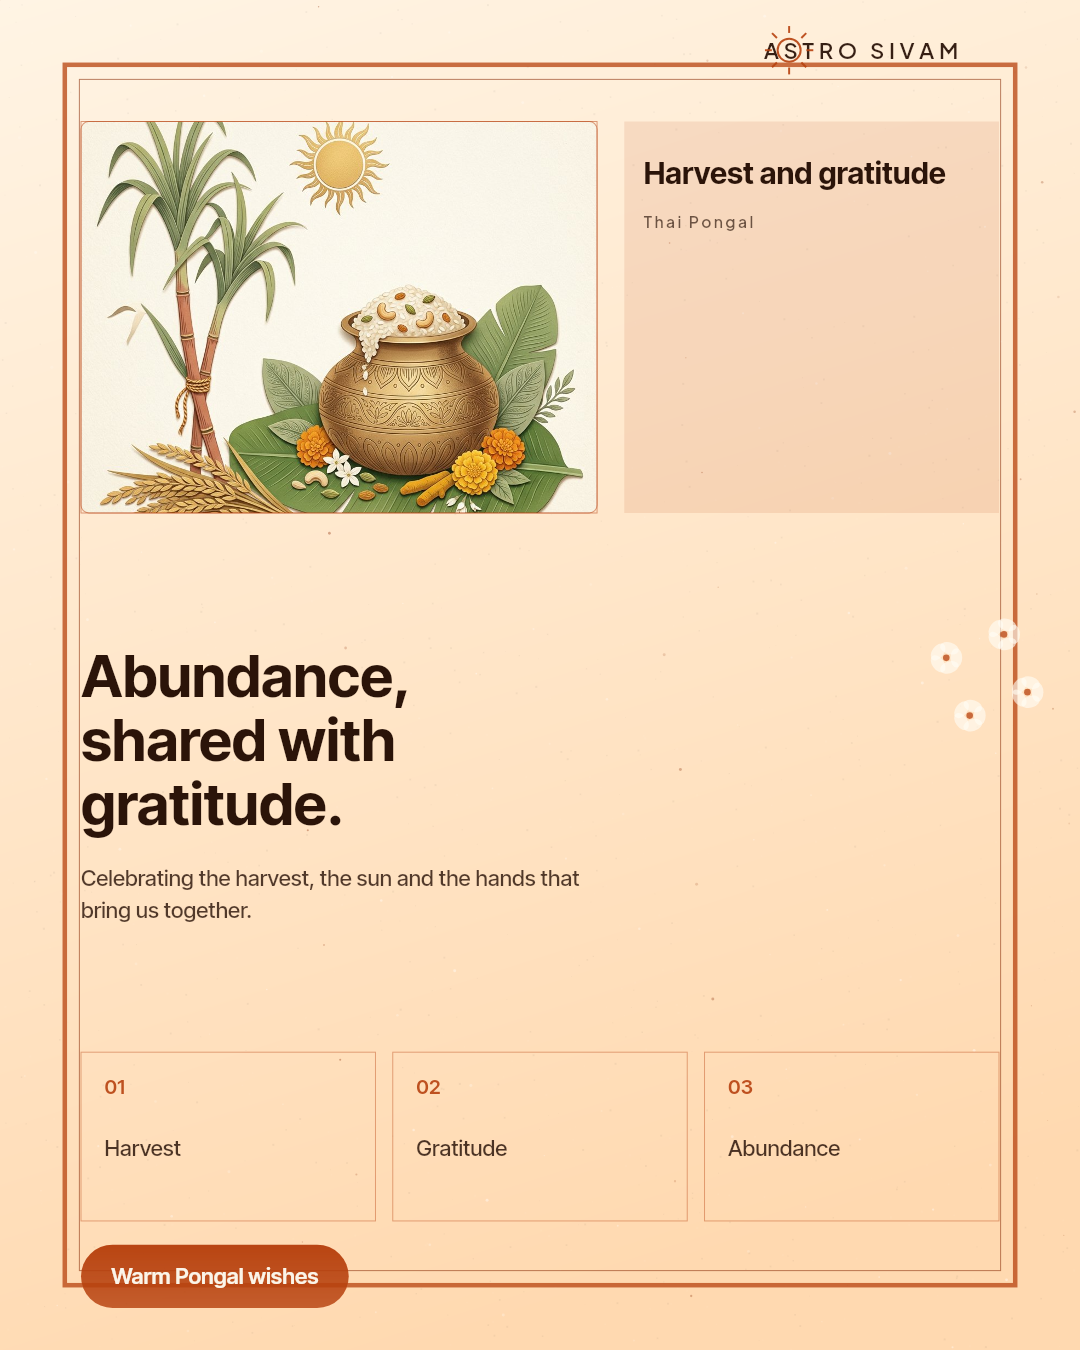 ASTRO SIVAM
Harvest and gratitude
Thai Pongal
Abundance,
shared with
gratitude.
Celebrating the harvest, the sun and the hands that
bring us together.
01
Harvest
02
Gratitude
03
Abundance
Warm Pongal wishes